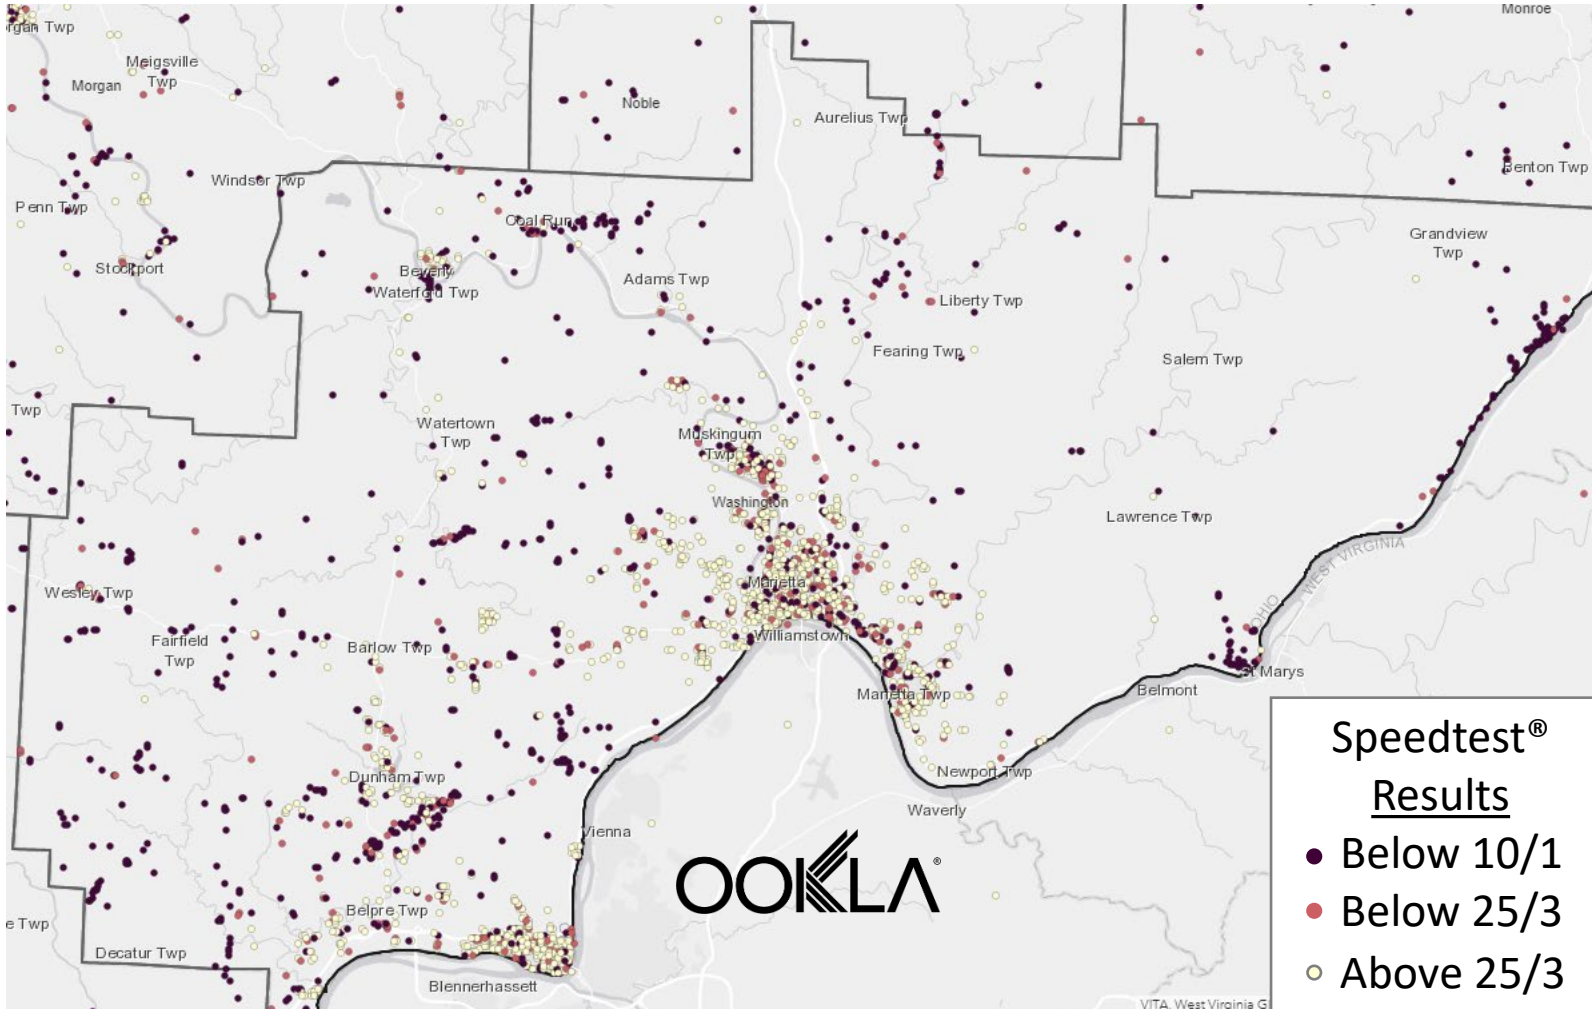 organ Twp
Monroe
Meigsville
Twp
Morgan
Noble
Aurelius Twp
Benton Twp
Windsor Twp
Penn Twp
Coal Run
Grandview
Twp
Stockport
Beverly
Waterford Twp
Adams Twp
Liberty Twp
Fearing Twp
Salem Twp
Twp
Watertown
Twp
Muskingum
Twp
Washington
Lawrence Twp
WEST VIRGINIA
OHIO
Wesley Twp
Marietta
Fairfield
Twp
Barlow Twp
Williamstown
St Marys
Belmont
Marietta Twp
Dunham Twp
Newport Twp
Waverly
Vienna
OOKLA®
Belpre Twp
e Twp
Decatur Twp
Blennerhassett
VITA, West Virginia GI
Speedtest®
Results
Below 10/1
Below 25/3
Above 25/3